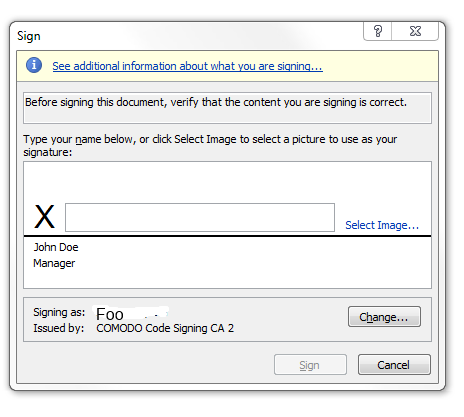 Sign
See additional information about what you are signing...
Before signing this document, verify that the content you are signing is correct.
Type your name below, or click Select Image to select a picture to use as your
signature:
X
Select Image...
John Doe
Manager
Signing as: Foo
Issued by: COMODO Code Signing CA 2
Change...
Sign Cancel